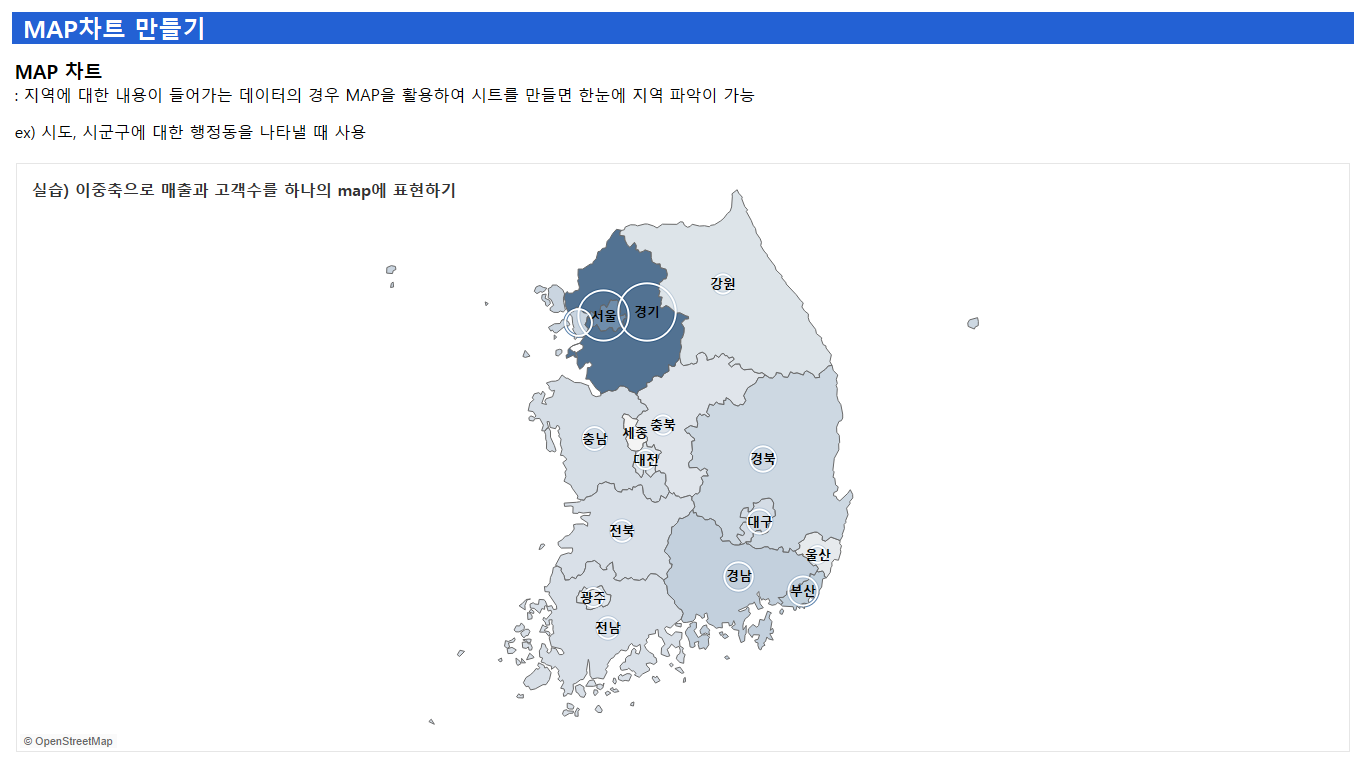 MAP차트 만들기
MAP 차트
: 지역에 대한 내용이 들어가는 데이터의 경우 MAP을 활용하여 시트를 만들면 한눈에 지역 파악이 가능
ex) 시도, 시군구에 대한 행정동을 나타낼 때 사용
실습) 이중축으로 매출과 고객수를 하나의 map에 표현하기
강원
서울
경기
충북
세종
충남
대전
경북
대구
전북
울산
경남
부산
광주
전남
© OpenStreetMap